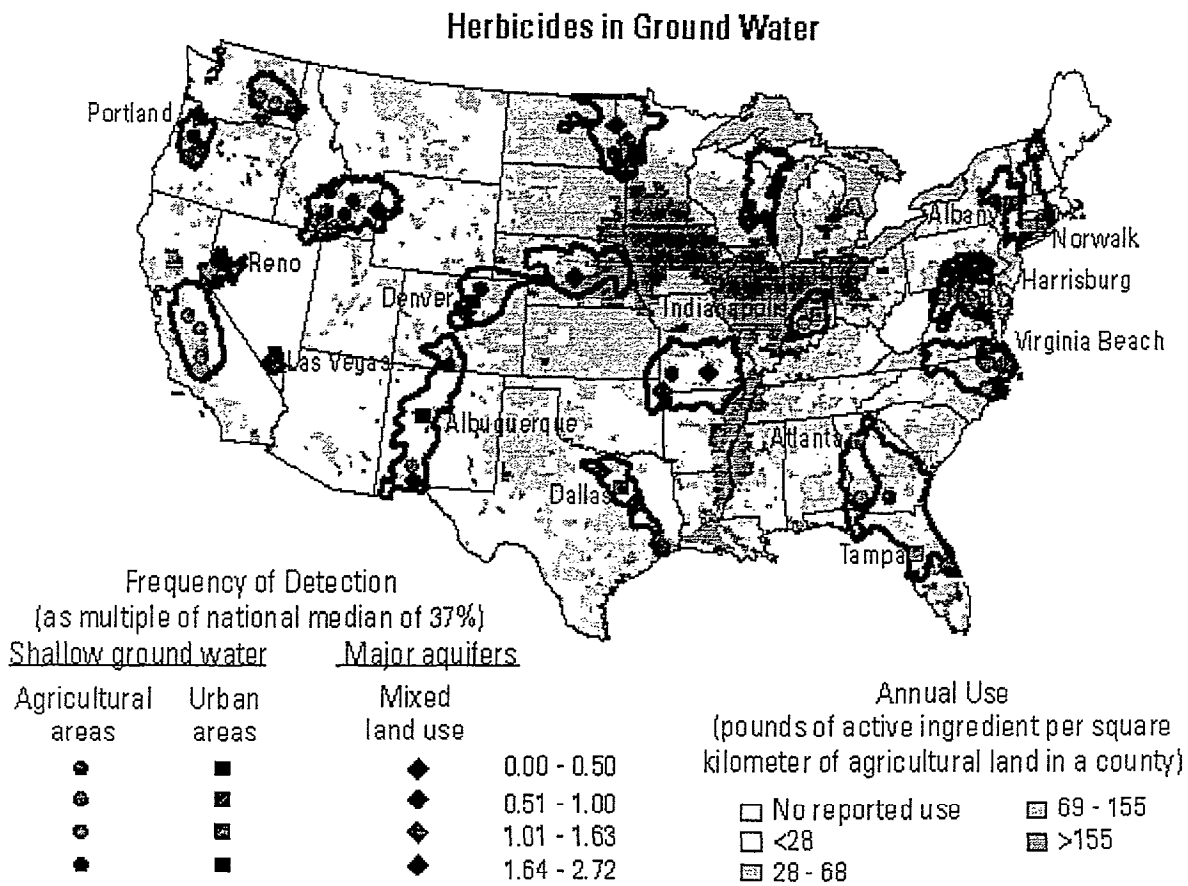 Herbicides in Ground Water
Portland
Albany
Norwalk
Reno
Harrisburg
Denver
Indianapolis
Virginia Beach
Las Vegas
Albuquerque
Atlanta
Dallas
Tampa
Frequency of Detection
(as multiple of national median of 37%)
Shallow ground water
Major aquifers
Agricultural areas
Urban areas
Mixed land use
0.00 - 0.50
0.51 - 1.00
1.01 - 1.63
1.64 - 2.72
Annual Use
(pounds of active ingredient per square
kilometer of agricultural land in a county)
No reported use
<28
28 - 68
69 - 155
>155